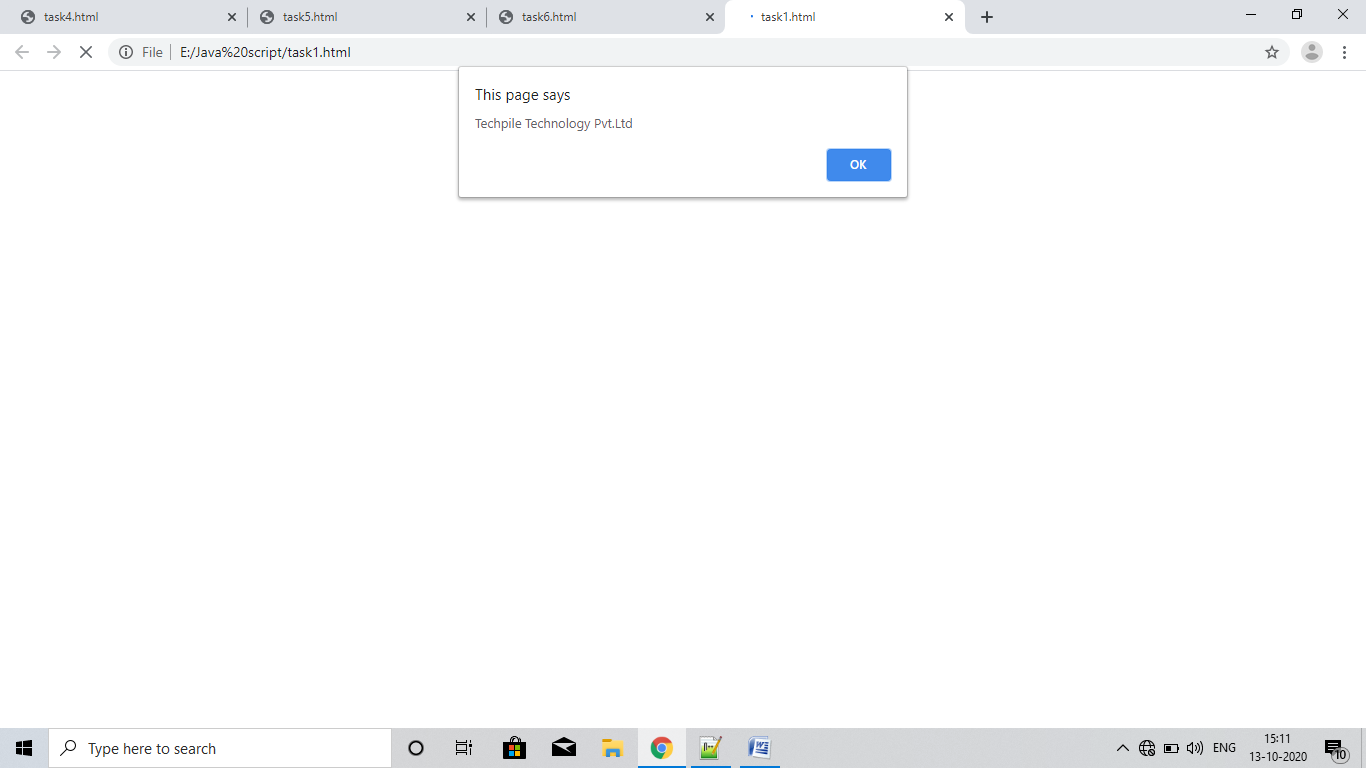 task4.html
task5.html
task6.html
task1.html
File
E:/Java%20script/task1.html
This page says
Techpile Technology Pvt.Ltd
OK
Type here to search
ENG
15:11
13-10-2020
10